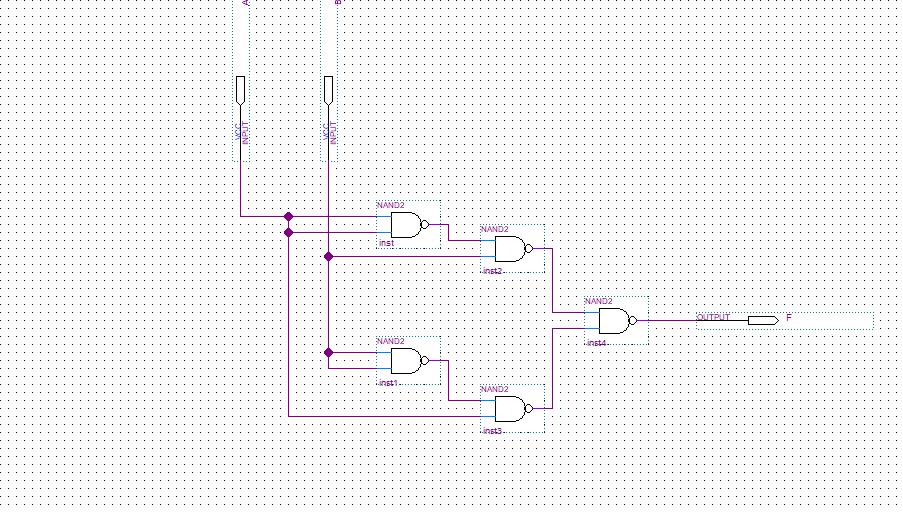 A
B
VCC
INPUT
VCC
INPUT
NAND2
inst
NAND2
inst2
NAND2
inst4
OUTPUT
F
NAND2
inst1
NAND2
inst3